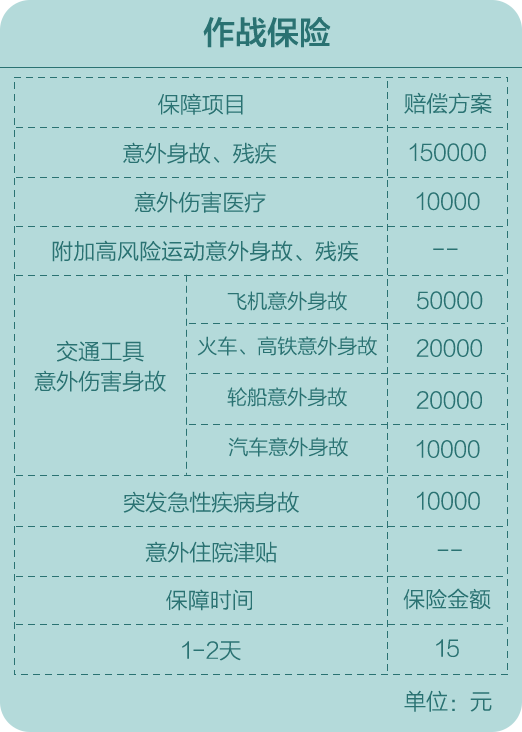 作战保险
保障项目 赔偿方案
意外身故、残疾 150000
意外伤害医疗 10000
附加高风险运动意外身故、残疾 --
交通工具
意外伤害身故
飞机意外身故 50000
火车、高铁意外身故 20000
轮船意外身故 20000
汽车意外身故 10000
突发急性疾病身故 10000
意外住院津贴 --
保障时间 保险金额
1-2天 15
单位：元